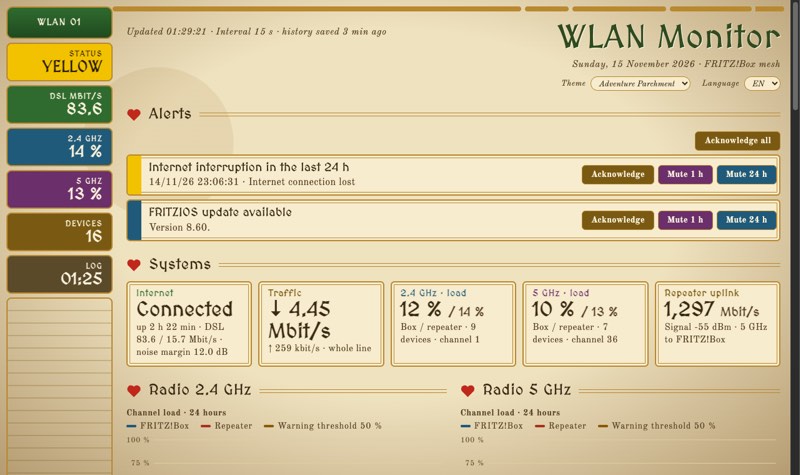 WLAN 01
STATUS
YELLOW
DSL MBIT/S
83,6
2,4 GHZ
14 %
5 GHZ
13 %
DEVICES
16
LOG
01:25
Updated 01:29:21 · Interval 15 s · history saved 3 min ago
WLAN Monitor
Sunday, 15 November 2026 · FRITZ!Box mesh
Theme Adventure Parchment Language EN
Alerts
Acknowledge all
Internet interruption in the last 24 h
14/11/26 23:06:31 · Internet connection lost
Acknowledge Mute 1 h Mute 24 h
FRITZ!OS update available
Version 8.60.
Acknowledge Mute 1 h Mute 24 h
Systems
Internet
Connected
up 2 h 22 min · DSL
83.6 / 15.7 Mbit/s ·
noise margin 12.0 dB
Traffic
↓ 4.45
Mbit/s
↑ 259 kbit/s · whole line
2.4 GHz · load
12 % / 14 %
Box / repeater · 9
devices · channel 1
5 GHz · load
10 % / 13 %
Box / repeater · 7
devices · channel 36
Repeater uplink
1,297 Mbit/s
Signal -55 dBm · 5 GHz
to FRITZ!Box
Radio 2.4 GHz
Channel load · 24 hours
FRITZ!Box Repeater Warning threshold 50 %
100 %
75 %
Radio 5 GHz
Channel load · 24 hours
FRITZ!Box Repeater Warning threshold 50 %
100 %
75 %